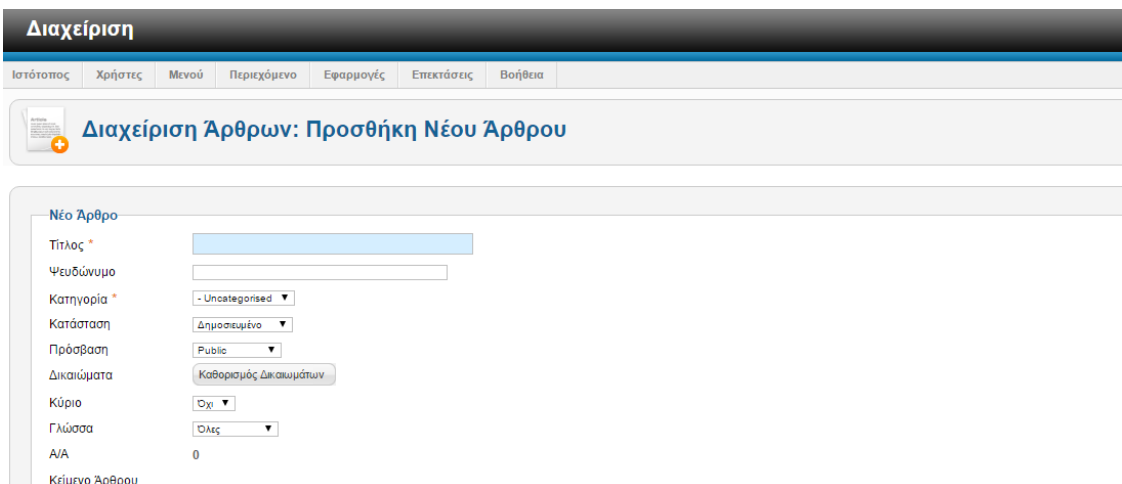 Διαχείριση
Ιστότοπος Χρήστες Μενού Περιεχόμενο Εφαρμογές Επεκτάσεις Βοήθεια
Διαχείριση Άρθρων: Προσθήκη Νέου Άρθρου
Νέο Άρθρο
Τίτλος *
Ψευδώνυμο
Κατηγορία * - Uncategorised
Κατάσταση Δημοσιευμένο
Πρόσβαση Public
Δικαιώματα Καθορισμός Δικαιωμάτων
Κύριο Όχι
Γλώσσα Όλες
Α/Α 0
Κείμενο Άρθρου